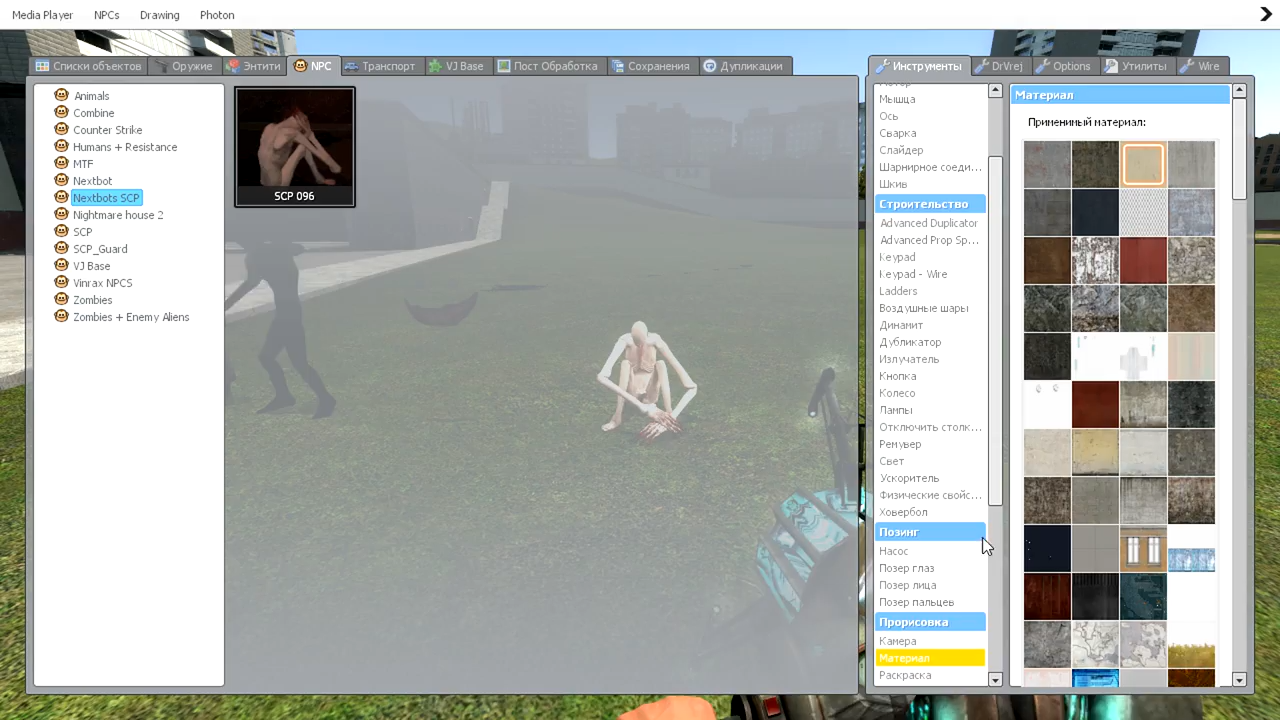 Media Player NPCs Drawing Photon
Списки объектов Оружие Энтити NPC Транспорт VJ Base Пост Обработка Сохранения Дупликации
Инструменты DrVrej Options Утилиты Wire
Animals
Combine
Counter Strike
Humans + Resistance
MTF
Nextbot
Nextbots SCP
Nightmare house 2
SCP
SCP_Guard
VJ Base
Vinrax NPCS
Zombies
Zombies + Enemy Aliens
SCP 096
Мышца
Ось
Сварка
Слайдер
Шарнирное соеди...
Шкив
Строительство
Advanced Duplicator
Advanced Prop Sp...
Keypad
Keypad - Wire
Ladders
Воздушные шары
Динамит
Дубликатор
Излучатель
Кнопка
Колесо
Лампы
Отключить столк...
Ремувер
Свет
Ускоритель
Физические свойс...
Ховербол
Позинг
Насос
Позер глаз
Позер лица
Позер пальцев
Прорисовка
Камера
Материал
Раскраска
Материал
Применимый материал: